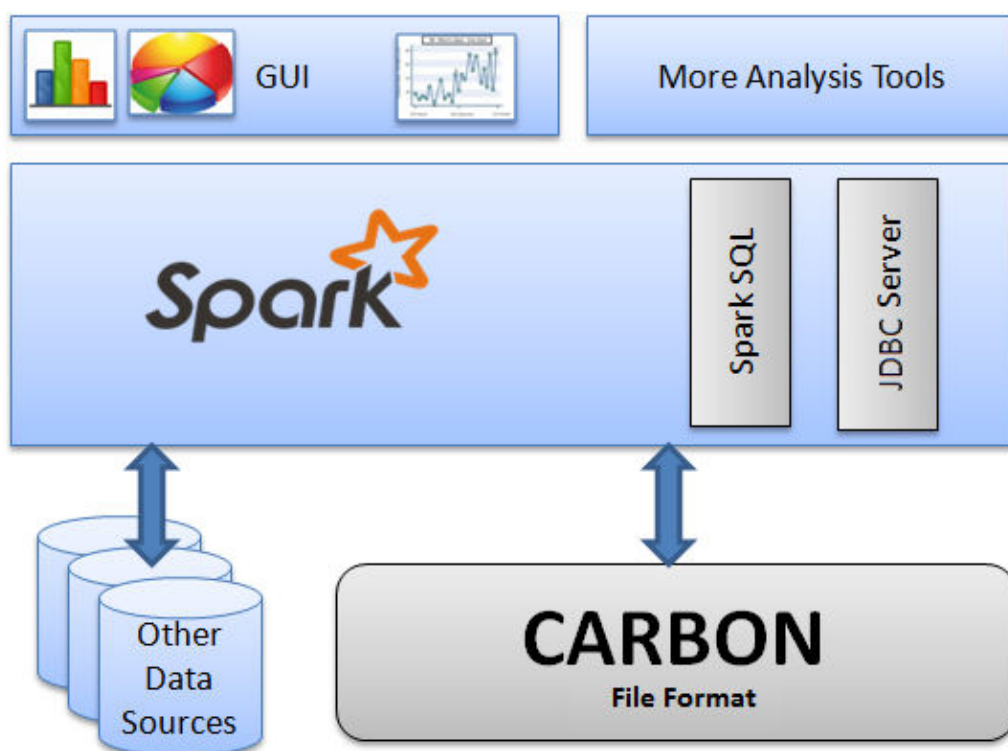 GUI
More Analysis Tools
Spark
Spark SQL
JDBC Server
Other
Data
Sources
CARBON
File Format